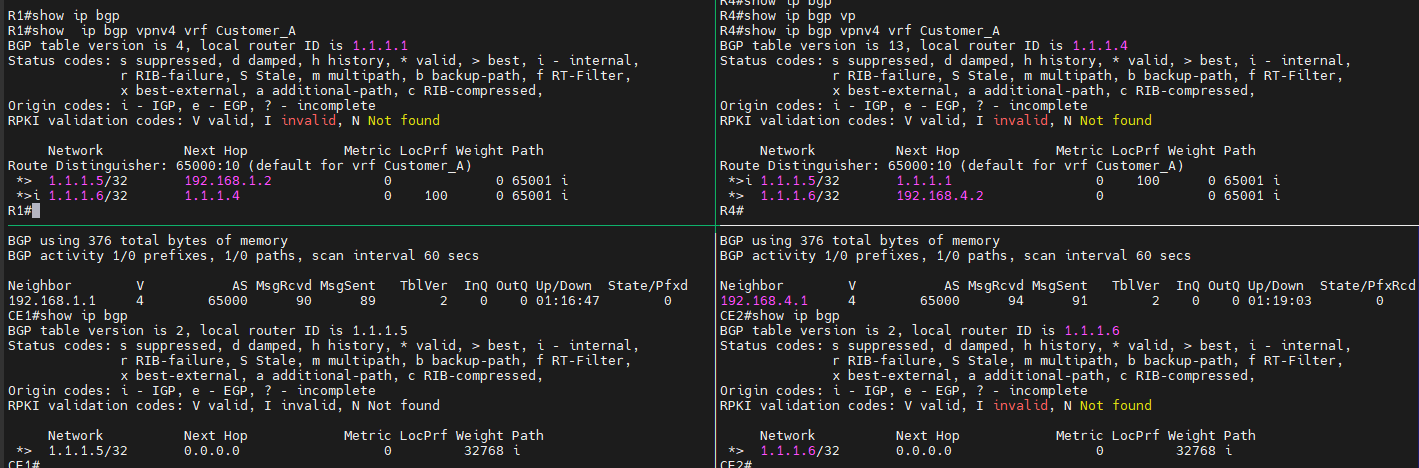 R1#show ip bgp
R1#show  ip bgp vpnv4 vrf Customer_A
BGP table version is 4, local router ID is 1.1.1.1
Status codes: s suppressed, d damped, h history, * valid, > best, i - internal,
              r RIB-failure, S Stale, m multipath, b backup-path, f RT-Filter,
              x best-external, a additional-path, c RIB-compressed,
Origin codes: i - IGP, e - EGP, ? - incomplete
RPKI validation codes: V valid, I invalid, N Not found
     Network          Next Hop            Metric LocPrf Weight Path
Route Distinguisher: 65000:10 (default for vrf Customer_A)
 *>  1.1.1.5/32       192.168.1.2              0             0 65001 i
 *>i 1.1.1.6/32       1.1.1.4                  0    100      0 65001 i
R1#
R4#show ip bgp
R4#show ip bgp vp
R4#show  ip bgp vpnv4 vrf Customer_A
BGP table version is 13, local router ID is 1.1.1.4
Status codes: s suppressed, d damped, h history, * valid, > best, i - internal,
              r RIB-failure, S Stale, m multipath, b backup-path, f RT-Filter,
              x best-external, a additional-path, c RIB-compressed,
Origin codes: i - IGP, e - EGP, ? - incomplete
RPKI validation codes: V valid, I invalid, N Not found
     Network          Next Hop            Metric LocPrf Weight Path
Route Distinguisher: 65000:10 (default for vrf Customer_A)
 *>i 1.1.1.5/32       1.1.1.1                  0    100      0 65001 i
 *>  1.1.1.6/32       192.168.4.2              0             0 65001 i
R4#
BGP using 376 total bytes of memory
BGP activity 1/0 prefixes, 1/0 paths, scan interval 60 secs
Neighbor        V           AS MsgRcvd MsgSent   TblVer  InQ OutQ Up/Down  State/Pfxd
192.168.1.1     4        65000      90      89        2    0    0 01:16:47        0
CE1#show ip bgp
BGP table version is 2, local router ID is 1.1.1.5
Status codes: s suppressed, d damped, h history, * valid, > best, i - internal,
              r RIB-failure, S Stale, m multipath, b backup-path, f RT-Filter,
              x best-external, a additional-path, c RIB-compressed,
Origin codes: i - IGP, e - EGP, ? - incomplete
RPKI validation codes: V valid, I invalid, N Not found
     Network          Next Hop            Metric LocPrf Weight Path
 *>  1.1.1.5/32       0.0.0.0                  0         32768 i
CE1#
BGP using 376 total bytes of memory
BGP activity 1/0 prefixes, 1/0 paths, scan interval 60 secs
Neighbor        V           AS MsgRcvd MsgSent   TblVer  InQ OutQ Up/Down  State/PfxRcd
192.168.4.1     4        65000      94      91        2    0    0 01:19:03        0
CE2#show ip bgp
BGP table version is 2, local router ID is 1.1.1.6
Status codes: s suppressed, d damped, h history, * valid, > best, i - internal,
              r RIB-failure, S Stale, m multipath, b backup-path, f RT-Filter,
              x best-external, a additional-path, c RIB-compressed,
Origin codes: i - IGP, e - EGP, ? - incomplete
RPKI validation codes: V valid, I invalid, N Not found
     Network          Next Hop            Metric LocPrf Weight Path
 *>  1.1.1.6/32       0.0.0.0                  0         32768 i
CE2#